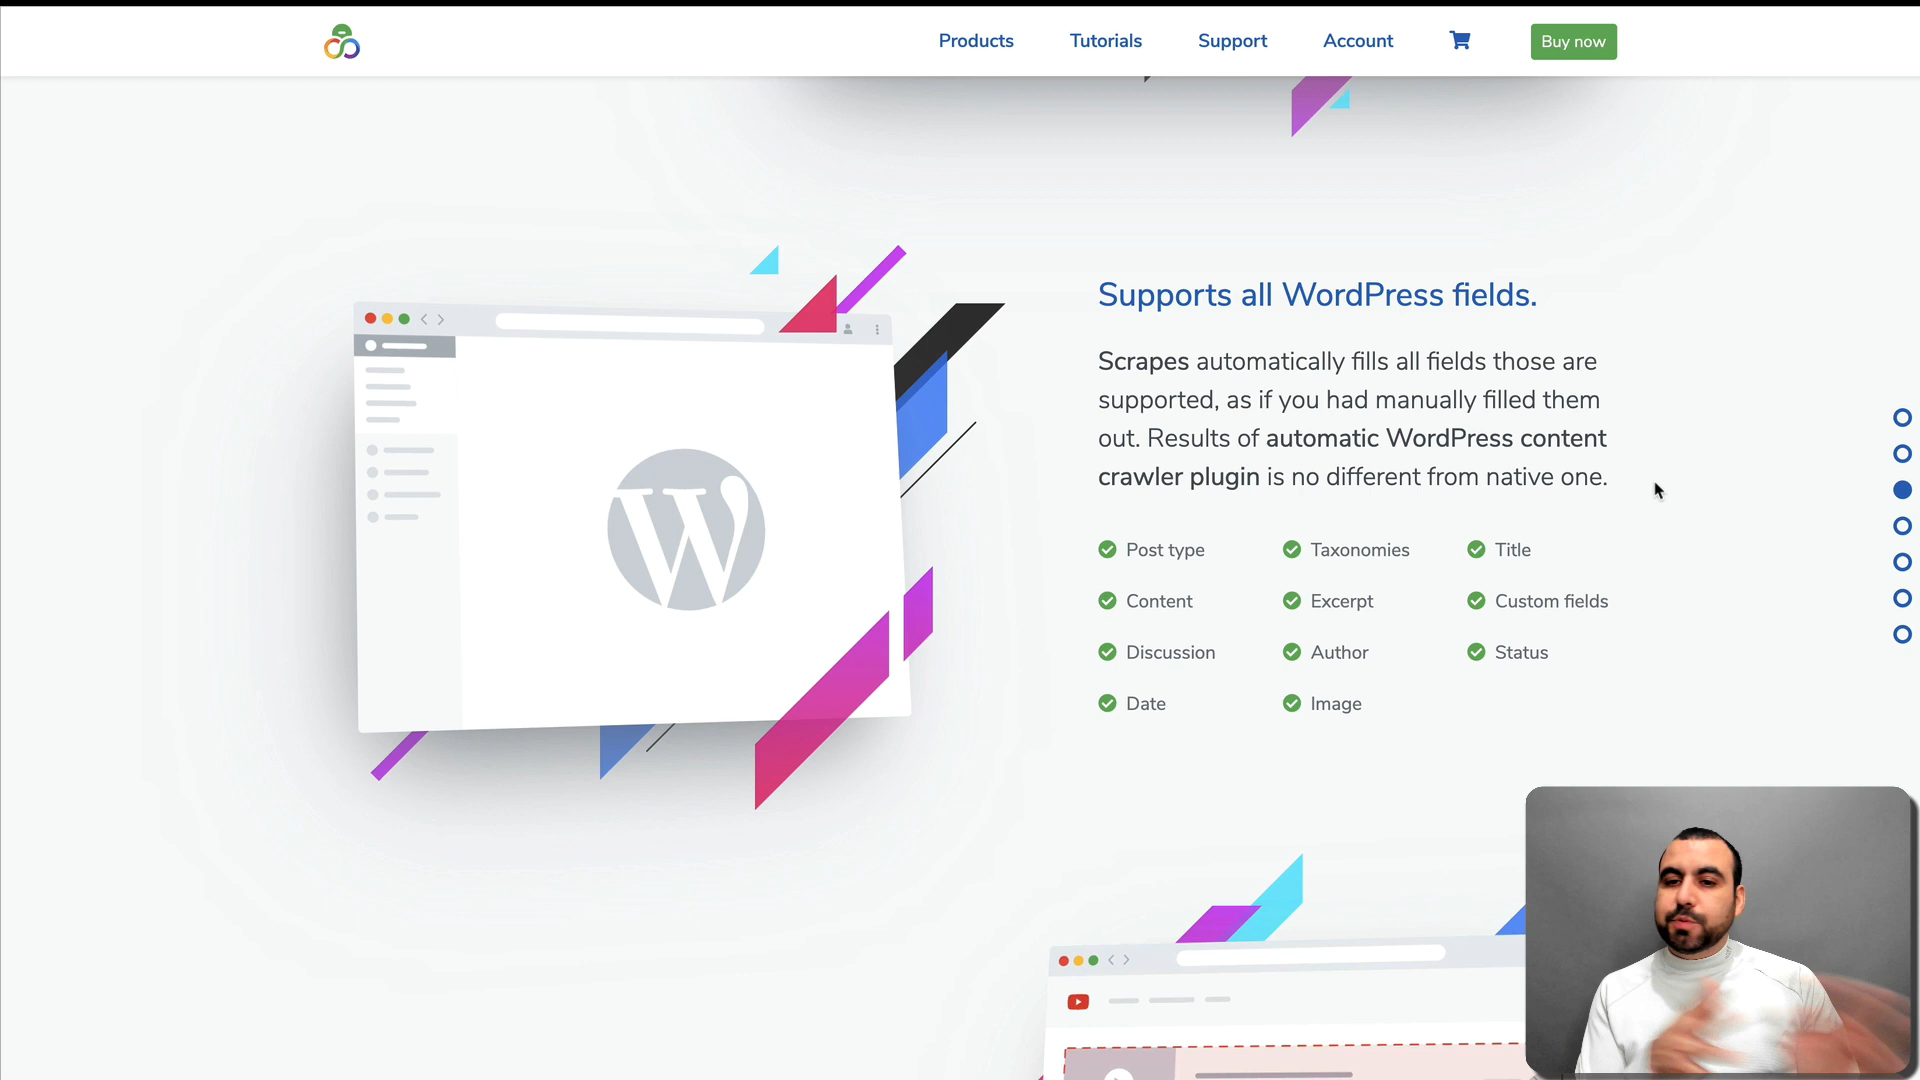 Products Tutorials Support Account Buy now
Supports all WordPress fields.
Scrapes automatically fills all fields those are
supported, as if you had manually filled them
out. Results of automatic WordPress content
crawler plugin is no different from native one.
Post type Taxonomies Title
Content Excerpt Custom fields
Discussion Author Status
Date Image